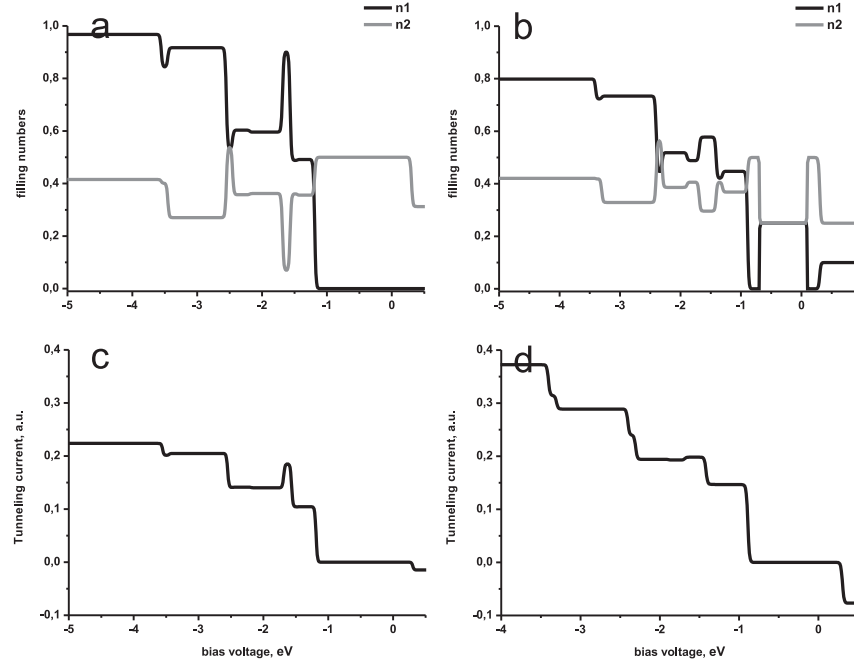 n1
n2
a
filling numbers
1,0
0,8
0,6
0,4
0,2
0,0
-5 -4 -3 -2 -1 0
n1
n2
b
filling numbers
1,0
0,8
0,6
0,4
0,2
0,0
-5 -4 -3 -2 -1 0
c
Tunneling current, a.u.
0,4
0,3
0,2
0,1
0,0
-0,1
-5 -4 -3 -2 -1 0
bias voltage, eV
d
Tunneling current, a.u.
0,4
0,3
0,2
0,1
0,0
-0,1
-4 -3 -2 -1 0
bias voltage, eV